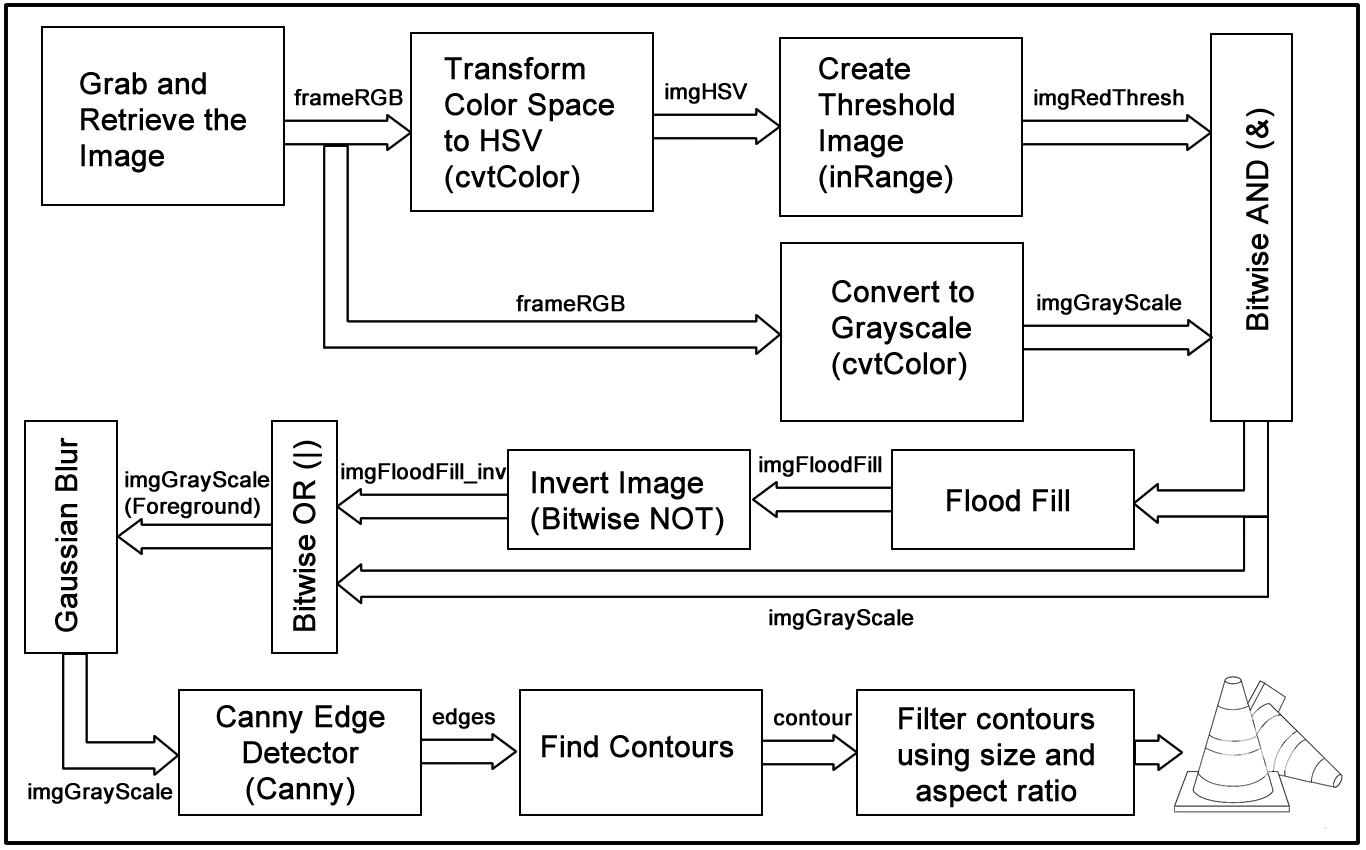 Grab and
Retrieve the
Image
frameRGB
Transform
Color Space
to HSV
(cvtColor)
imgHSV
Create
Threshold
Image
(inRange)
imgRedThresh
Bitwise AND (&)
frameRGB
Convert to
Grayscale
(cvtColor)
imgGrayScale
Flood Fill
imgFloodFill
Invert Image
(Bitwise NOT)
imgFloodFill_inv
imgGrayScale
Bitwise OR (|)
imgGrayScale
(Foreground)
Gaussian Blur
imgGrayScale
Canny Edge
Detector
(Canny)
edges
Find Contours
contour
Filter contours
using size and
aspect ratio